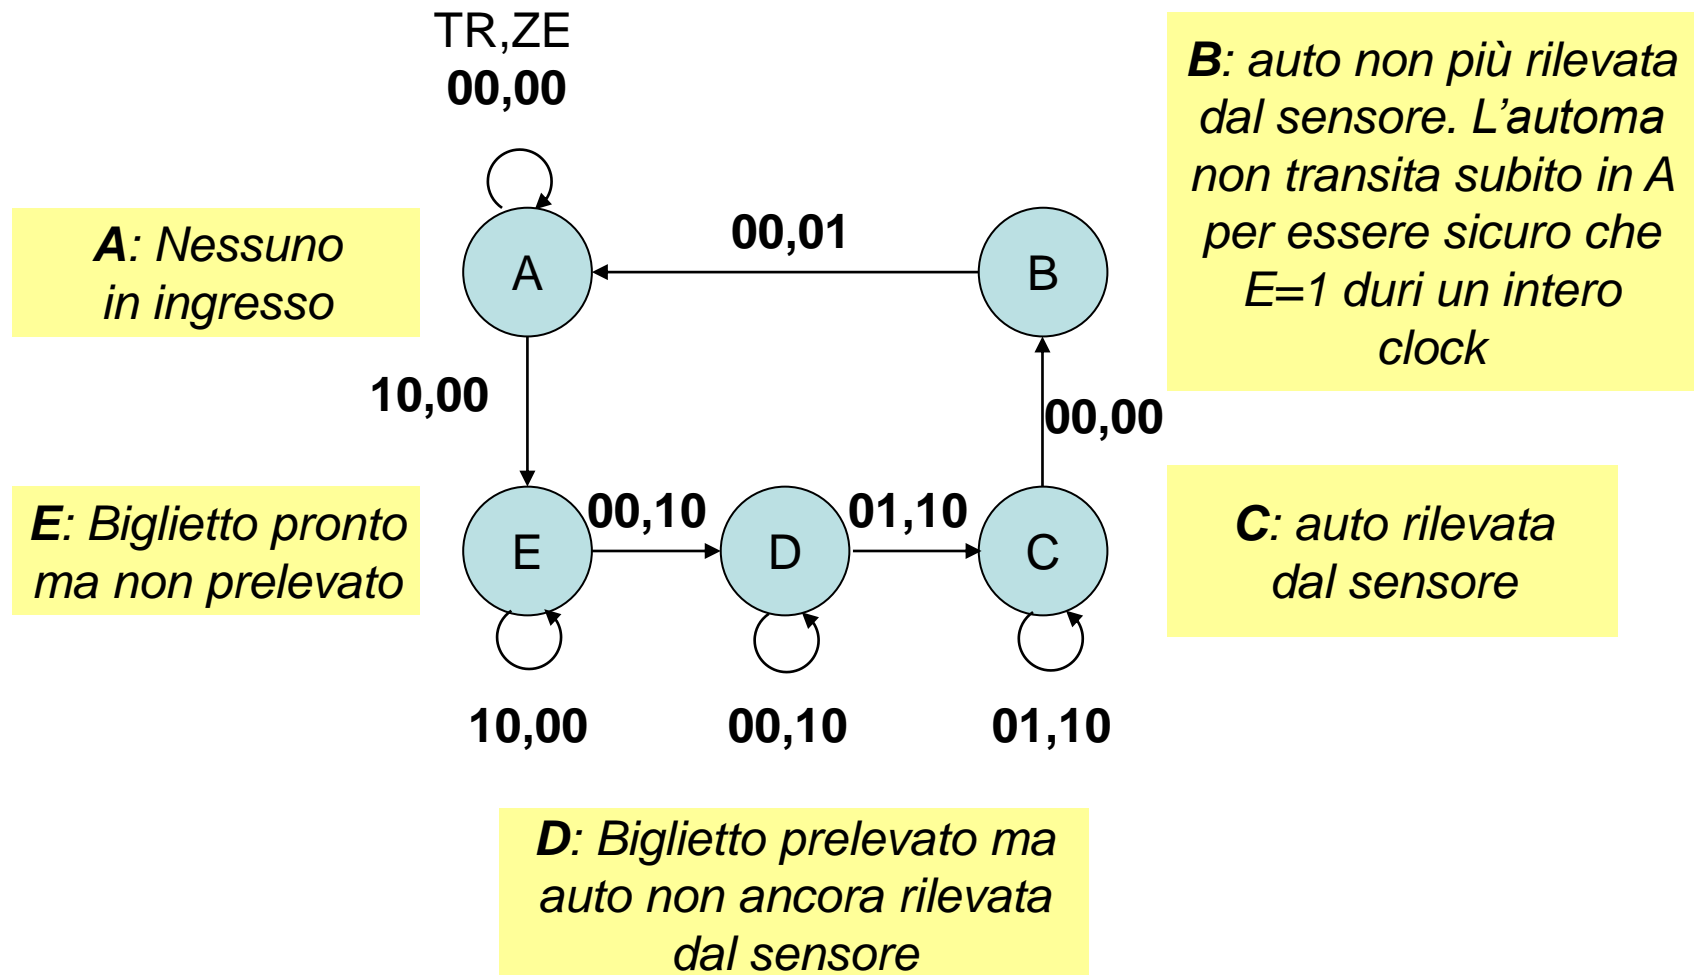 TR,ZE
00,00
B: auto non più rilevata
dal sensore. L’automa
non transita subito in A
per essere sicuro che
E=1 duri un intero
clock
A: Nessuno
in ingresso
A
00,01
B
10,00
00,00
E: Biglietto pronto
ma non prelevato
E
00,10
D
01,10
C
C: auto rilevata
dal sensore
10,00
00,10
01,10
D: Biglietto prelevato ma
auto non ancora rilevata
dal sensore